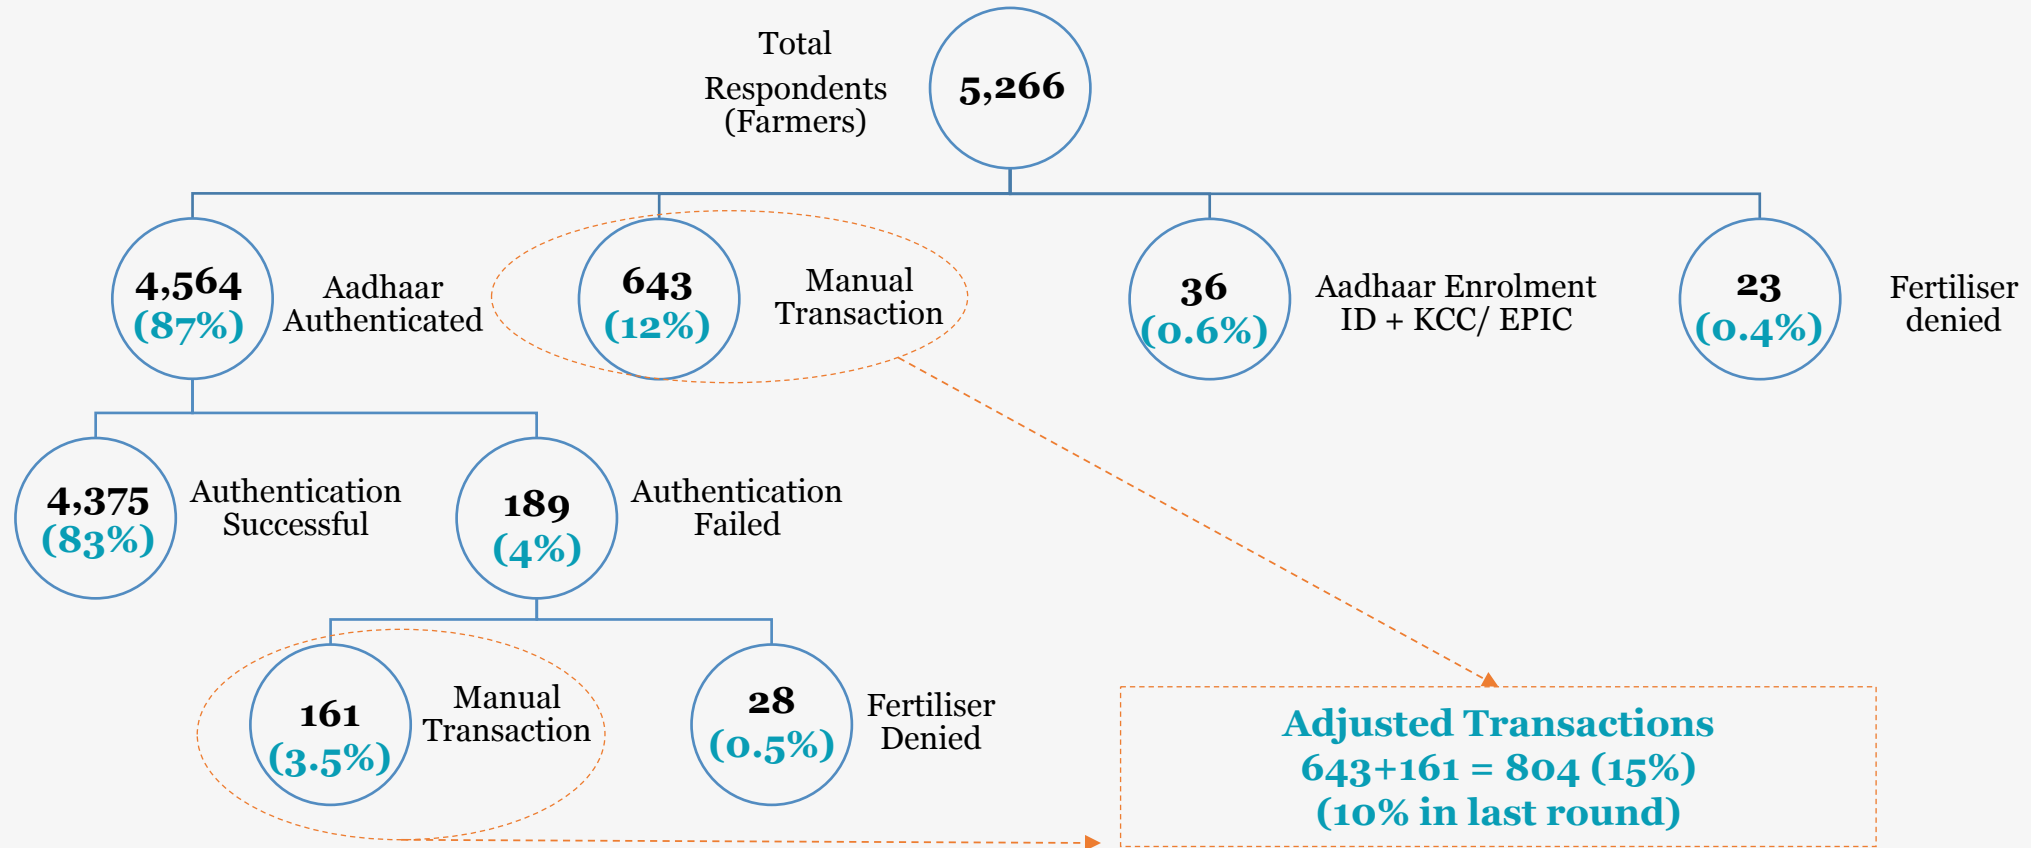 Total
Respondents
(Farmers)
5,266
4,564
(87%)
Aadhaar
Authenticated
643
(12%)
Manual
Transaction
36
(0.6%)
Aadhaar Enrolment
ID + KCC/ EPIC
23
(0.4%)
Fertiliser
denied
4,375
(83%)
Authentication
Successful
189
(4%)
Authentication
Failed
161
(3.5%)
Manual
Transaction
28
(0.5%)
Fertiliser
Denied
Adjusted Transactions
643+161 = 804 (15%)
(10% in last round)